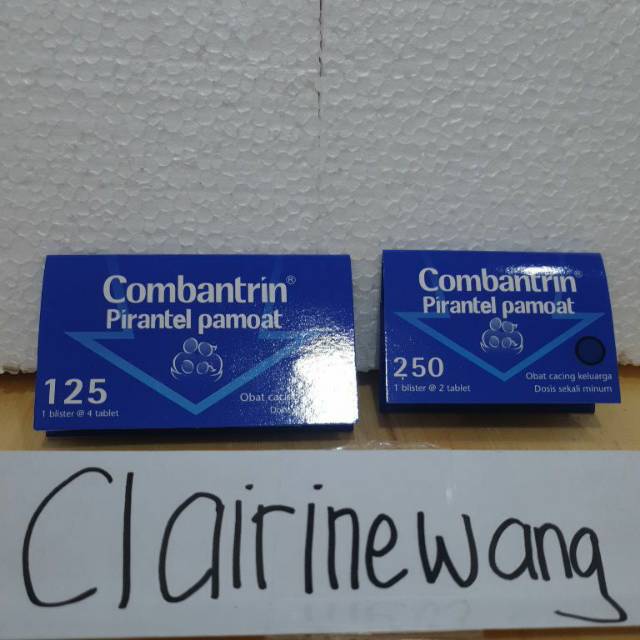 Combantrin®
Pirantel pamoat
125
1 blister @ 4 tablet
Obat
Combantrin®
Pirantel pamoat
250
1 blister @ 2 tablet
Obat cacing keluarga
Dosis sekali minum
Clairinewang